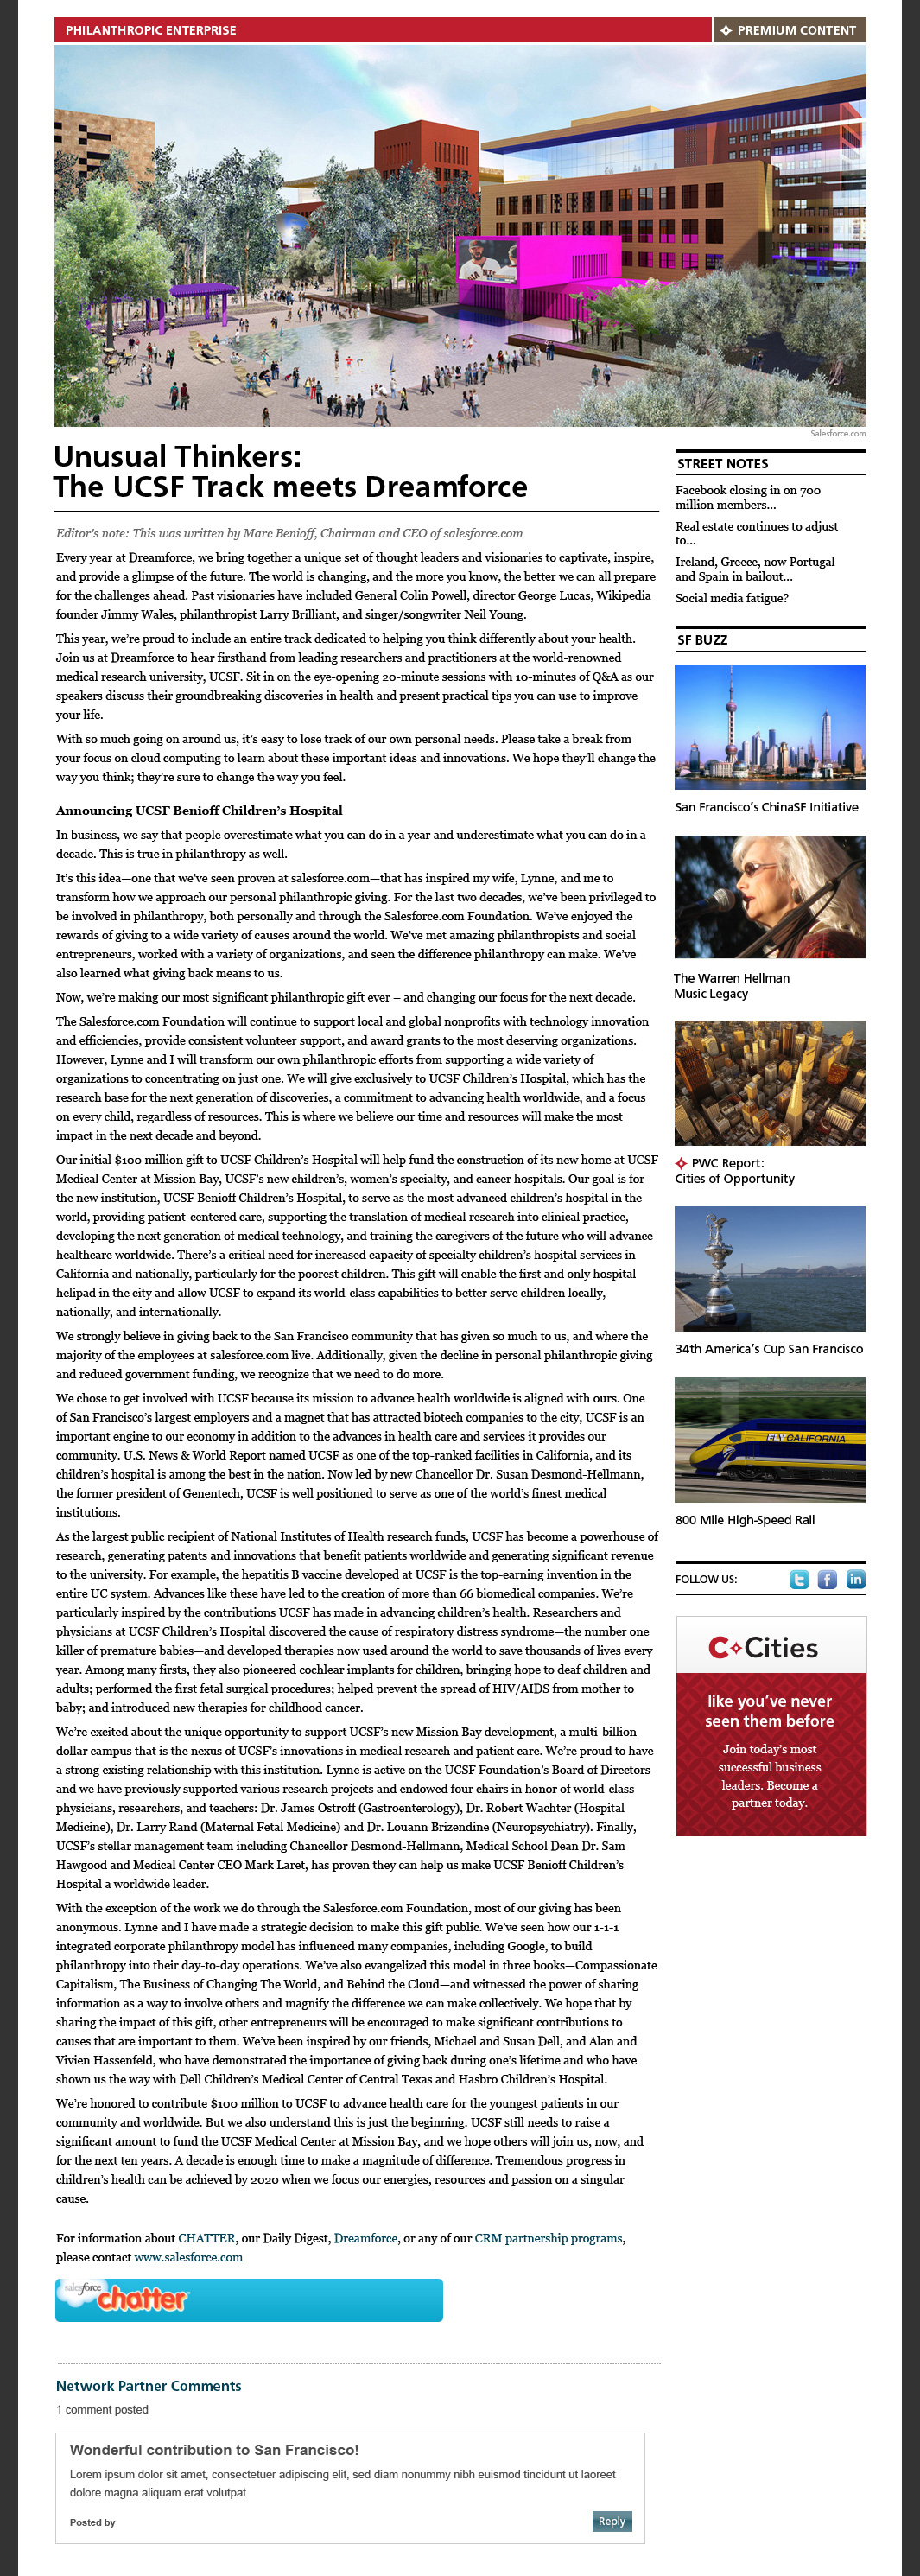 PHILANTHROPIC ENTERPRISE
PREMIUM CONTENT
Salesforce.com
Unusual Thinkers:
The UCSF Track meets Dreamforce
Editor's note: This was written by Marc Benioff, Chairman and CEO of salesforce.com
Every year at Dreamforce, we bring together a unique set of thought leaders and visionaries to captivate, inspire,
and provide a glimpse of the future. The world is changing, and the more you know, the better we can all prepare
for the challenges ahead. Past visionaries have included General Colin Powell, director George Lucas, Wikipedia
founder Jimmy Wales, philanthropist Larry Brilliant, and singer/songwriter Neil Young.
This year, we're proud to include an entire track dedicated to helping you think differently about your health.
Join us at Dreamforce to hear firsthand from leading researchers and practitioners at the world-renowned
medical research university, UCSF. Sit in on the eye-opening 20-minute sessions with 10-minutes of Q&A as our
speakers discuss their groundbreaking discoveries in health and present practical tips you can use to improve
your life.
With so much going on around us, it's easy to lose track of our own personal needs. Please take a break from
your focus on cloud computing to learn about these important ideas and innovations. We hope they'll change the
way you think; they're sure to change the way you feel.
Announcing UCSF Benioff Children's Hospital
In business, we say that people overestimate what you can do in a year and underestimate what you can do in a
decade. This is true in philanthropy as well.
It's this idea—one that we've seen proven at salesforce.com—that has inspired my wife, Lynne, and me to
transform how we approach our personal philanthropic giving. For the last two decades, we've been privileged to
be involved in philanthropy, both personally and through the Salesforce.com Foundation. We've enjoyed the
rewards of giving to a wide variety of causes around the world. We've met amazing philanthropists and social
entrepreneurs, worked with a variety of organizations, and seen the difference philanthropy can make. We've
also learned what giving back means to us.
Now, we're making our most significant philanthropic gift ever – and changing our focus for the next decade.
The Salesforce.com Foundation will continue to support local and global nonprofits with technology innovation
and efficiencies, provide consistent volunteer support, and award grants to the most deserving organizations.
However, Lynne and I will transform our own philanthropic efforts from supporting a wide variety of
organizations to concentrating on just one. We will give exclusively to UCSF Children's Hospital, which has the
research base for the next generation of discoveries, a commitment to advancing health worldwide, and a focus
on every child, regardless of resources. This is where we believe our time and resources will make the most
impact in the next decade and beyond.
Our initial $100 million gift to UCSF Children's Hospital will help fund the construction of its new home at UCSF
Medical Center at Mission Bay, UCSF's new children's, women's specialty, and cancer hospitals. Our goal is for
the new institution, UCSF Benioff Children's Hospital, to serve as the most advanced children's hospital in the
world, providing patient-centered care, supporting the translation of medical research into clinical practice,
developing the next generation of medical technology, and training the caregivers of the future who will advance
healthcare worldwide. There's a critical need for increased capacity of specialty children's hospital services in
California and nationally, particularly for the poorest children. This gift will enable the first and only hospital
helipad in the city and allow UCSF to expand its world-class capabilities to better serve children locally,
nationally, and internationally.
We strongly believe in giving back to the San Francisco community that has given so much to us, and where the
majority of the employees at salesforce.com live. Additionally, given the decline in personal philanthropic giving
and reduced government funding, we recognize that we need to do more.
We chose to get involved with UCSF because its mission to advance health worldwide is aligned with ours. One
of San Francisco's largest employers and a magnet that has attracted biotech companies to the city, UCSF is an
important engine to our economy in addition to the advances in health care and services it provides our
community. U.S. News & World Report named UCSF as one of the top-ranked facilities in California, and its
children's hospital is among the best in the nation. Now led by new Chancellor Dr. Susan Desmond-Hellmann,
the former president of Genentech, UCSF is well positioned to serve as one of the world's finest medical
institutions.
As the largest public recipient of National Institutes of Health research funds, UCSF has become a powerhouse of
research, generating patents and innovations that benefit patients worldwide and generating significant revenue
to the university. For example, the hepatitis B vaccine developed at UCSF is the top-earning invention in the
entire UC system. Advances like these have led to the creation of more than 66 biomedical companies. We're
particularly inspired by the contributions UCSF has made in advancing children's health. Researchers and
physicians at UCSF Children's Hospital discovered the cause of respiratory distress syndrome—the number one
killer of premature babies—and developed therapies now used around the world to save thousands of lives every
year. Among many firsts, they also pioneered cochlear implants for children, bringing hope to deaf children and
adults; performed the first fetal surgical procedures; helped prevent the spread of HIV/AIDS from mother to
baby; and introduced new therapies for childhood cancer.
We're excited about the unique opportunity to support UCSF's new Mission Bay development, a multi-billion
dollar campus that is the nexus of UCSF's innovations in medical research and patient care. We're proud to have
a strong existing relationship with this institution. Lynne is active on the UCSF Foundation's Board of Directors
and we have previously supported various research projects and endowed four chairs in honor of world-class
physicians, researchers, and teachers: Dr. James Ostroff (Gastroenterology), Dr. Robert Wachter (Hospital
Medicine), Dr. Larry Rand (Maternal Fetal Medicine) and Dr. Louann Brizendine (Neuropsychiatry). Finally,
UCSF's stellar management team including Chancellor Desmond-Hellmann, Medical School Dean Dr. Sam
Hawgood and Medical Center CEO Mark Laret, has proven they can help us make UCSF Benioff Children's
Hospital a worldwide leader.
With the exception of the work we do through the Salesforce.com Foundation, most of our giving has been
anonymous. Lynne and I have made a strategic decision to make this gift public. We've seen how our 1-1-1
integrated corporate philanthropy model has influenced many companies, including Google, to build
philanthropy into their day-to-day operations. We've also evangelized this model in three books—Compassionate
Capitalism, The Business of Changing The World, and Behind the Cloud—and witnessed the power of sharing
information as a way to involve others and magnify the difference we can make collectively. We hope that by
sharing the impact of this gift, other entrepreneurs will be encouraged to make significant contributions to
causes that are important to them. We've been inspired by our friends, Michael and Susan Dell, and Alan and
Vivien Hassenfeld, who have demonstrated the importance of giving back during one's lifetime and who have
shown us the way with Dell Children's Medical Center of Central Texas and Hasbro Children's Hospital.
We're honored to contribute $100 million to UCSF to advance health care for the youngest patients in our
community and worldwide. But we also understand this is just the beginning. UCSF still needs to raise a
significant amount to fund the UCSF Medical Center at Mission Bay, and we hope others will join us, now, and
for the next ten years. A decade is enough time to make a magnitude of difference. Tremendous progress in
children's health can be achieved by 2020 when we focus our energies, resources and passion on a singular
cause.
For information about CHATTER, our Daily Digest, Dreamforce, or any of our CRM partnership programs,
please contact www.salesforce.com
salesforce
chatter
Network Partner Comments
1 comment posted
Wonderful contribution to San Francisco!
Lorem ipsum dolor sit amet, consectetuer adipiscing elit, sed diam nonummy nibh euismod tincidunt ut laoreet
dolore magna aliquam erat volutpat.
Posted by
Reply
STREET NOTES
Facebook closing in on 700
million members...
Real estate continues to adjust
to...
Ireland, Greece, now Portugal
and Spain in bailout...
Social media fatigue?
SF BUZZ
San Francisco's ChinaSF Initiative
The Warren Hellman
Music Legacy
PWC Report:
Cities of Opportunity
34th America's Cup San Francisco
FLY CALIFORNIA
800 Mile High-Speed Rail
FOLLOW US:
C Cities
like you've never
seen them before
Join today's most
successful business
leaders. Become a
partner today.